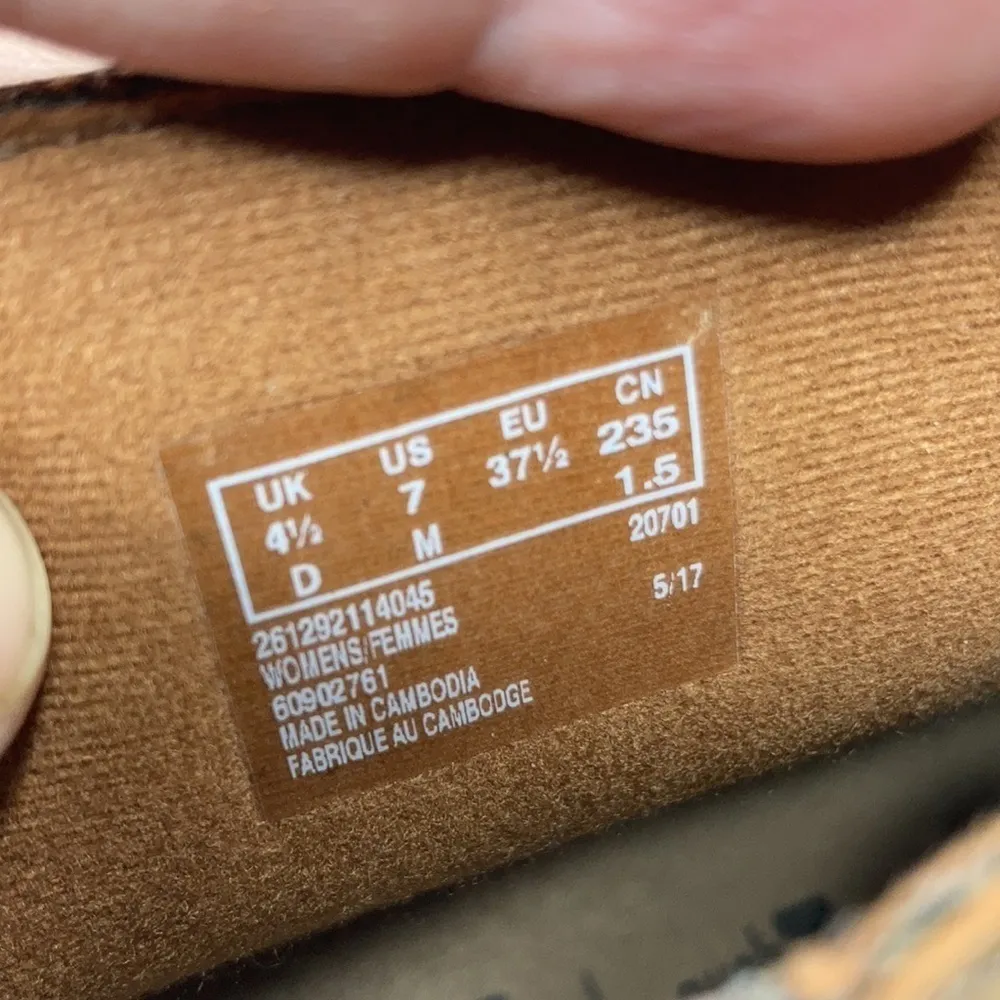 UK US EU CN
4½ 7 37½ 235
D M 1.5
261292114045 20701
WOMENS/FEMMES 5/17
60902761
MADE IN CAMBODIA
FABRIQUE AU CAMBODGE